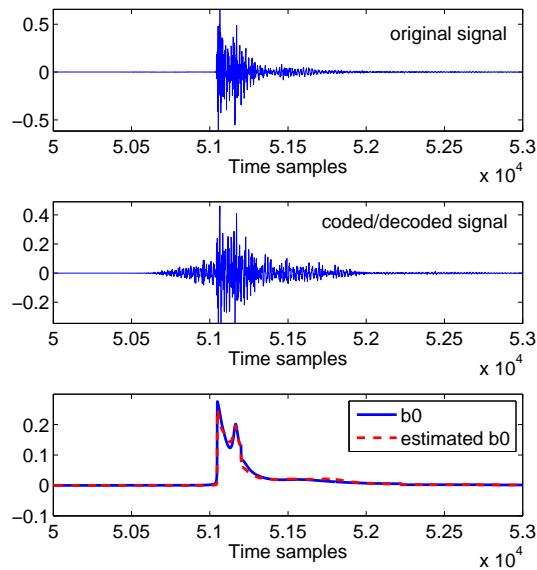 0.5
original signal
0
−0.5
5 5.05 5.1 5.15 5.2 5.25 5.3
Time samples
x 10^4
0.4
coded/decoded signal
0.2
0
−0.2
5 5.05 5.1 5.15 5.2 5.25 5.3
Time samples
x 10^4
b0
0.2
estimated b0
0.1
0
−0.1
5 5.05 5.1 5.15 5.2 5.25 5.3
Time samples
x 10^4